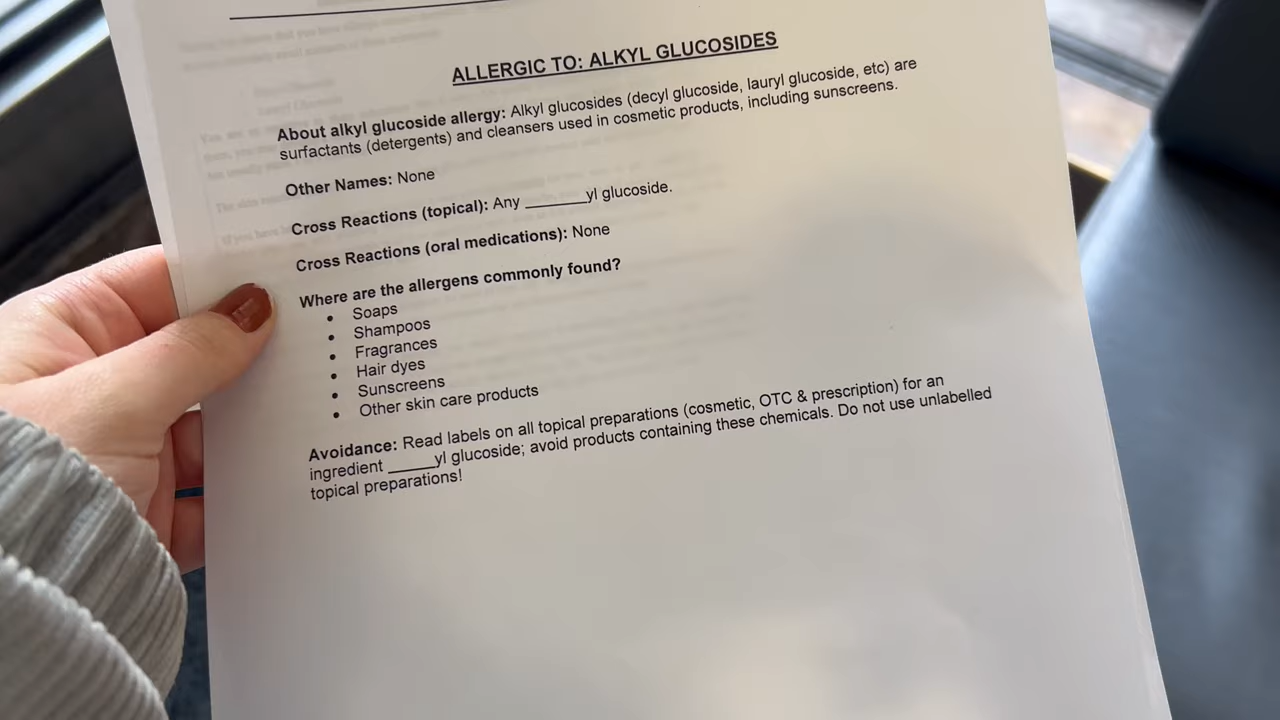 ALLERGIC TO: ALKYL GLUCOSIDES
About alkyl glucoside allergy: Alkyl glucosides (decyl glucoside, lauryl glucoside, etc) are
surfactants (detergents) and cleansers used in cosmetic products, including sunscreens.
Other Names: None
Cross Reactions (topical): Any _______yl glucoside.
Cross Reactions (oral medications): None
Where are the allergens commonly found?
• Soaps
• Shampoos
• Fragrances
• Hair dyes
• Sunscreens
• Other skin care products
Avoidance: Read labels on all topical preparations (cosmetic, OTC & prescription) for an
ingredient _____yl glucoside; avoid products containing these chemicals. Do not use unlabelled
topical preparations!